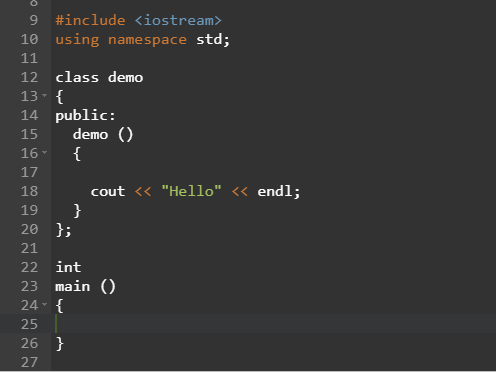 8
9 #include <iostream>
10 using namespace std;
11
12 class demo
13 {
14 public:
15   demo ()
16   {
17
18     cout << "Hello" << endl;
19   }
20 };
21
22 int
23 main ()
24 {
25
26 }
27